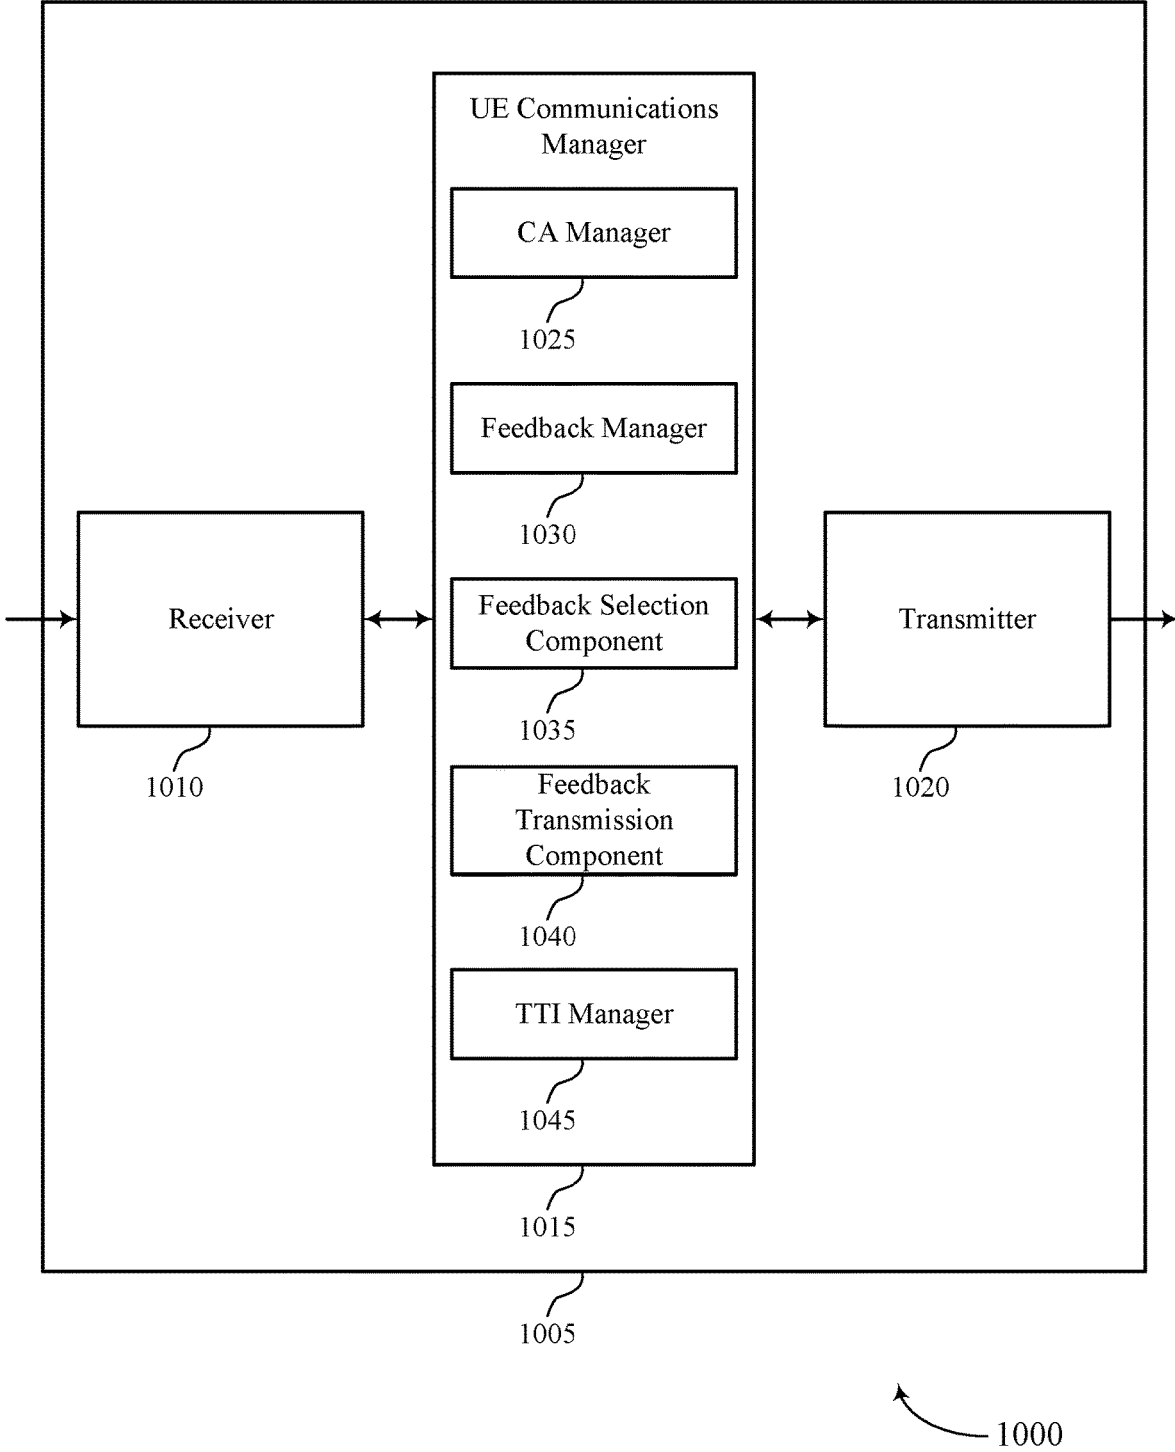 UE Communications
Manager
CA Manager
1025
Feedback Manager
1030
Receiver
1010
Feedback Selection
Component
1035
Transmitter
1020
Feedback
Transmission
Component
1040
TTI Manager
1045
1015
1005
1000